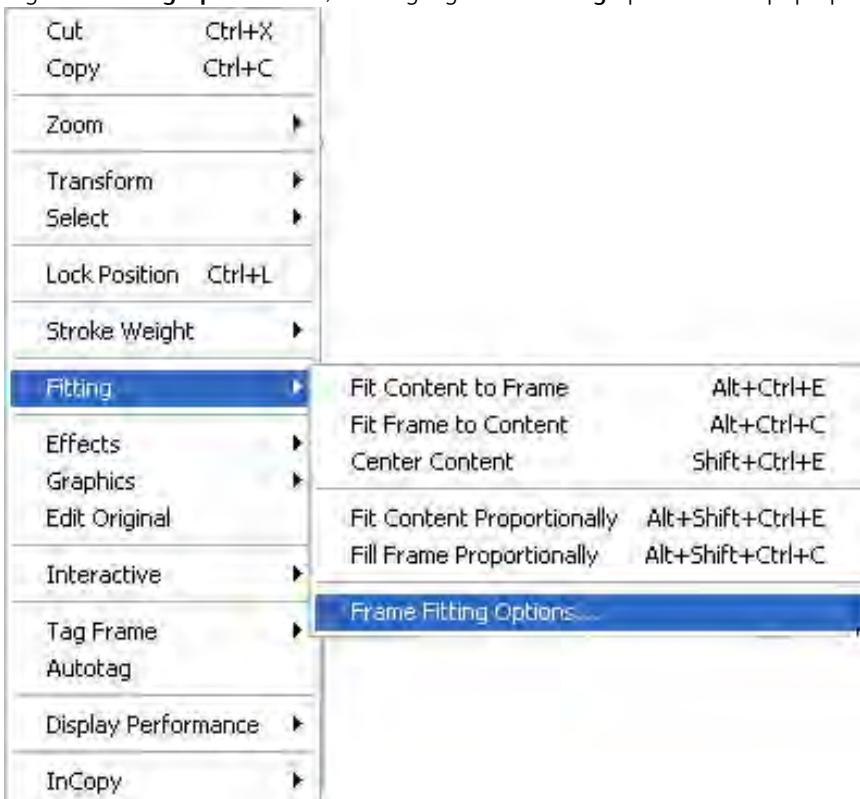 Cut Ctrl+X
Copy Ctrl+C
Zoom
Transform
Select
Lock Position Ctrl+L
Stroke Weight
Fitting
Effects
Graphics
Edit Original
Interactive
Tag Frame
Autotag
Display Performance
InCopy
Fit Content to Frame Alt+Ctrl+E
Fit Frame to Content Alt+Ctrl+C
Center Content Shift+Ctrl+E
Fit Content Proportionally Alt+Shift+Ctrl+E
Fill Frame Proportionally Alt+Shift+Ctrl+C
Frame Fitting Options...